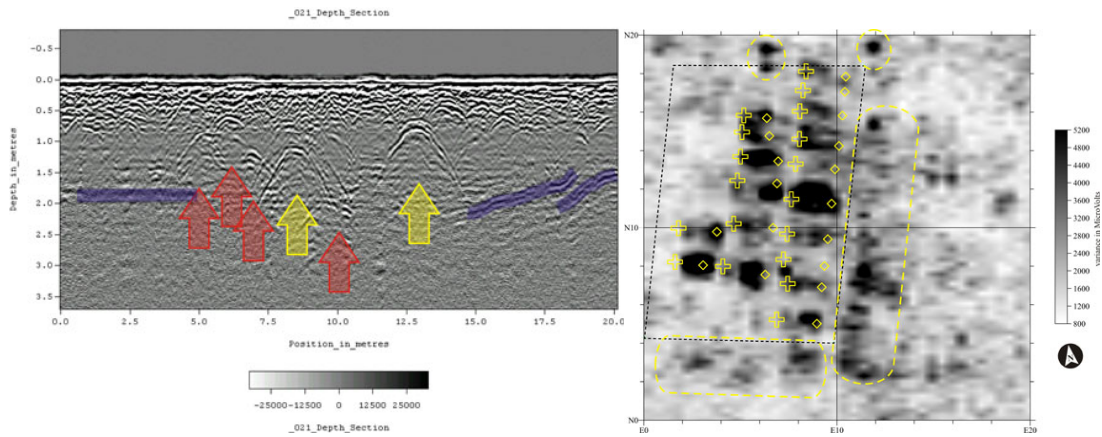 _021_Depth_Section
-0.5
0.0
0.5
1.0
1.5
2.0
2.5
3.0
3.5
Depth_in_metres
0.0 2.5 5.0 7.5 10.0 12.5 15.0 17.5 20.0
Position_in_metres
-25000 -12500 0 12500 25000
_021_Depth_Section
N20
N10
N0
E0 E10 E20
5200
4800
4400
4000
3600
3200
2800
2400
2000
1600
1200
800
variance in MicroVolts